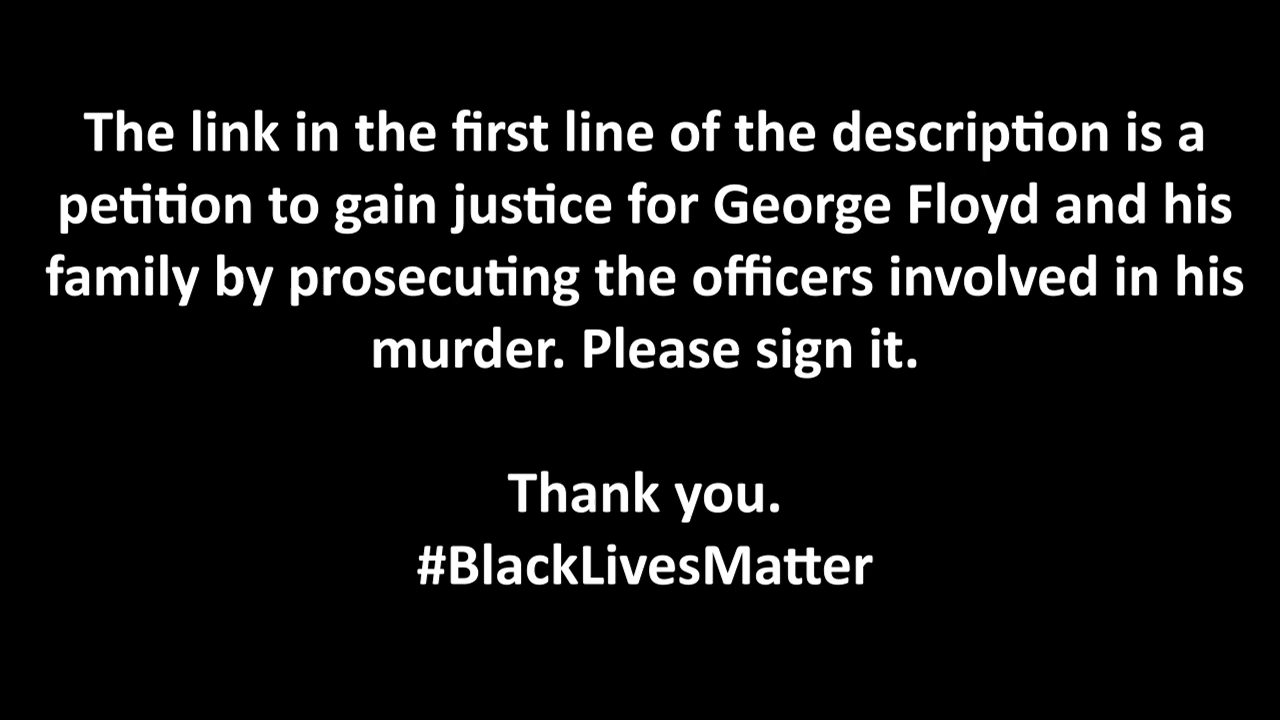 The link in the first line of the description is a
petition to gain justice for George Floyd and his
family by prosecuting the officers involved in his
murder. Please sign it.
Thank you.
#BlackLivesMatter